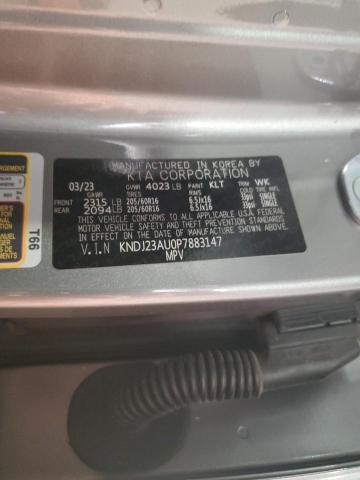 MANUFACTURED IN KOREA BY
KIA CORPORATION
03/23 GVWR 4023 LB PAINT KLT TRIM WK
GAWR TIRES RIMS COLD TIRE INFL
FRONT 2315 LB 205/60R16 6.5Jx16 33psi SINGLE
REAR 2094 LB 205/60R16 6.5Jx16 33psi SINGLE
THIS VEHICLE CONFORMS TO ALL APPLICABLE U.S.A. FEDERAL
MOTOR VEHICLE SAFETY, BUMPER, AND THEFT
PREVENTION STANDARDS IN EFFECT ON THE
DATE OF MANUFACTURE SHOWN ABOVE.
V.I.N KNDJ23AU0P7883147
MPV
T66